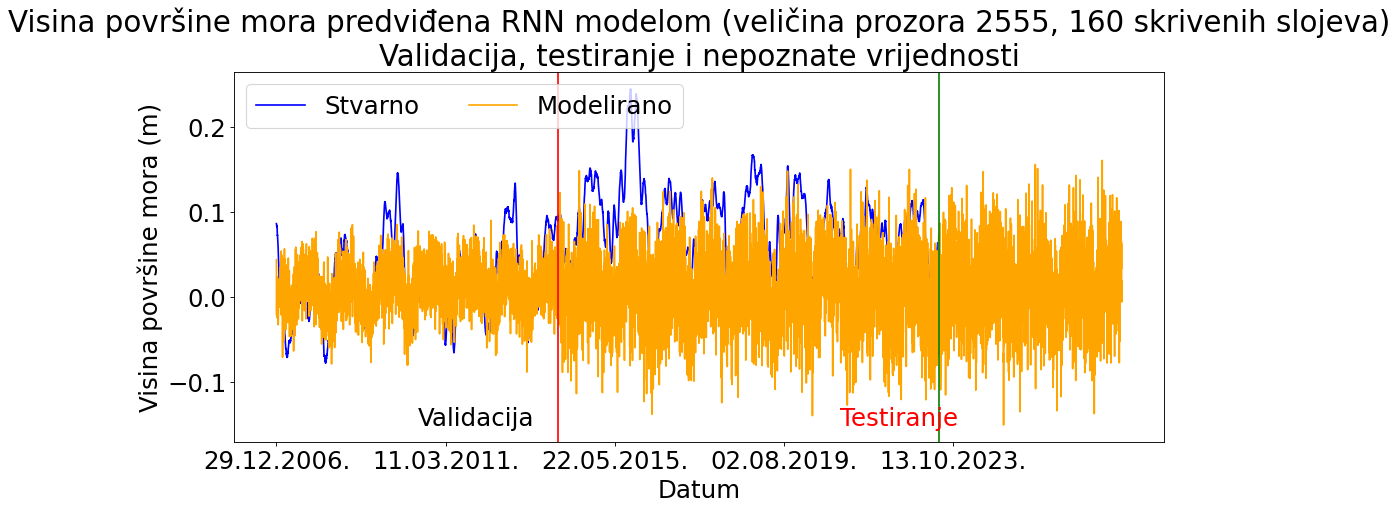 Visina površine mora predviđena RNN modelom (veličina prozora 2555, 160 skrivenih slojeva)
Validacija, testiranje i nepoznate vrijednosti
Stvarno
Modelirano
Visina površine mora (m)
0.2
0.1
0.0
−0.1
Validacija
Testiranje
29.12.2006.
11.03.2011.
22.05.2015.
02.08.2019.
13.10.2023.
Datum